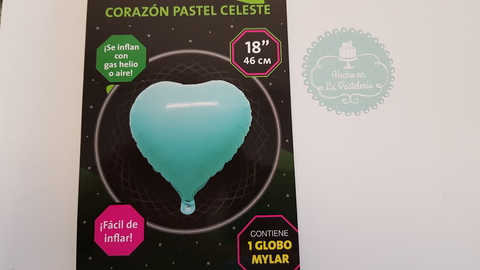 CORAZÓN PASTEL CELESTE
¡Se inflan
con
gas helio
o aire!
18”
46 CM
Hecho en
La Pastelería
¡Fácil de
inflar!
CONTIENE
1 GLOBO
MYLAR